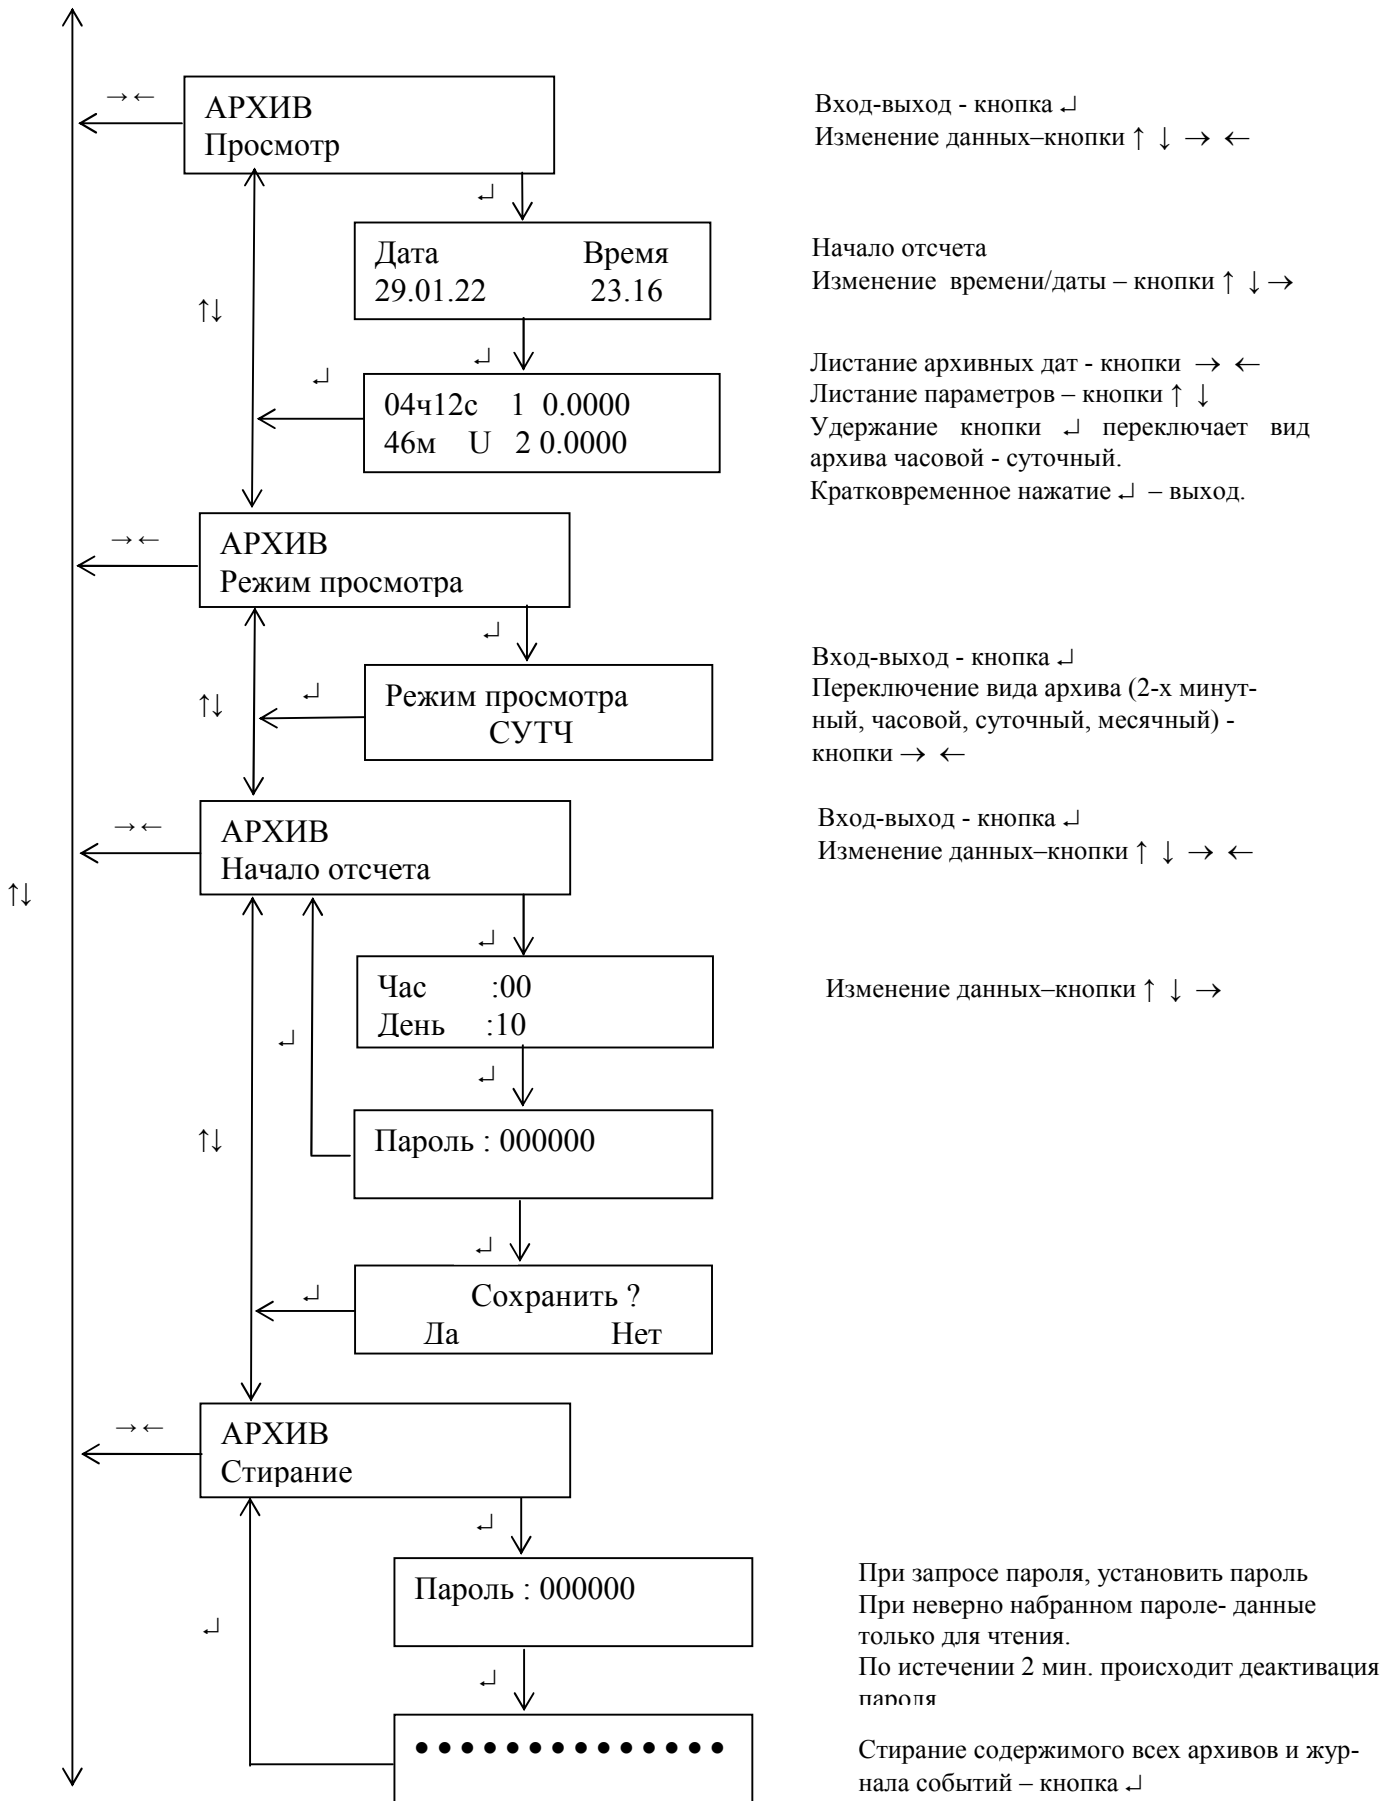 →←
АРХИВ
Просмотр
Вход-выход - кнопка ↵
Изменение данных–кнопки ↑ ↓ → ←
↵
Дата Время
29.01.22 23.16
Начало отсчета
Изменение времени/даты – кнопки ↑ ↓ →
↑↓
↵
↵
04ч12с 1 0.0000
46м U 2 0.0000
Листание архивных дат - кнопки → ←
Листание параметров – кнопки ↑ ↓
Удержание кнопки ↵ переключает вид
архива часовой - суточный.
Кратковременное нажатие ↵ – выход.
→←
АРХИВ
Режим просмотра
↵
↑↓
↵
Режим просмотра
СУТЧ
Вход-выход - кнопка ↵
Переключение вида архива (2-х минут-
ный, часовой, суточный, месячный) -
кнопки → ←
→←
АРХИВ
Начало отсчета
Вход-выход - кнопка ↵
Изменение данных–кнопки ↑ ↓ → ←
↑↓
↵
Час :00
День :10
Изменение данных–кнопки ↑ ↓ →
↵
↵
↑↓
Пароль : 000000
↵
↵
Сохранить ?
Да Нет
→←
АРХИВ
Стирание
↵
Пароль : 000000
При запросе пароля, установить пароль
При неверно набранном пароле- данные
только для чтения.
По истечении 2 мин. происходит деактивация
пароля
↵
↵
● ● ● ● ● ● ● ● ● ● ● ● ● ●
Стирание содержимого всех архивов и жур-
нала событий – кнопка ↵